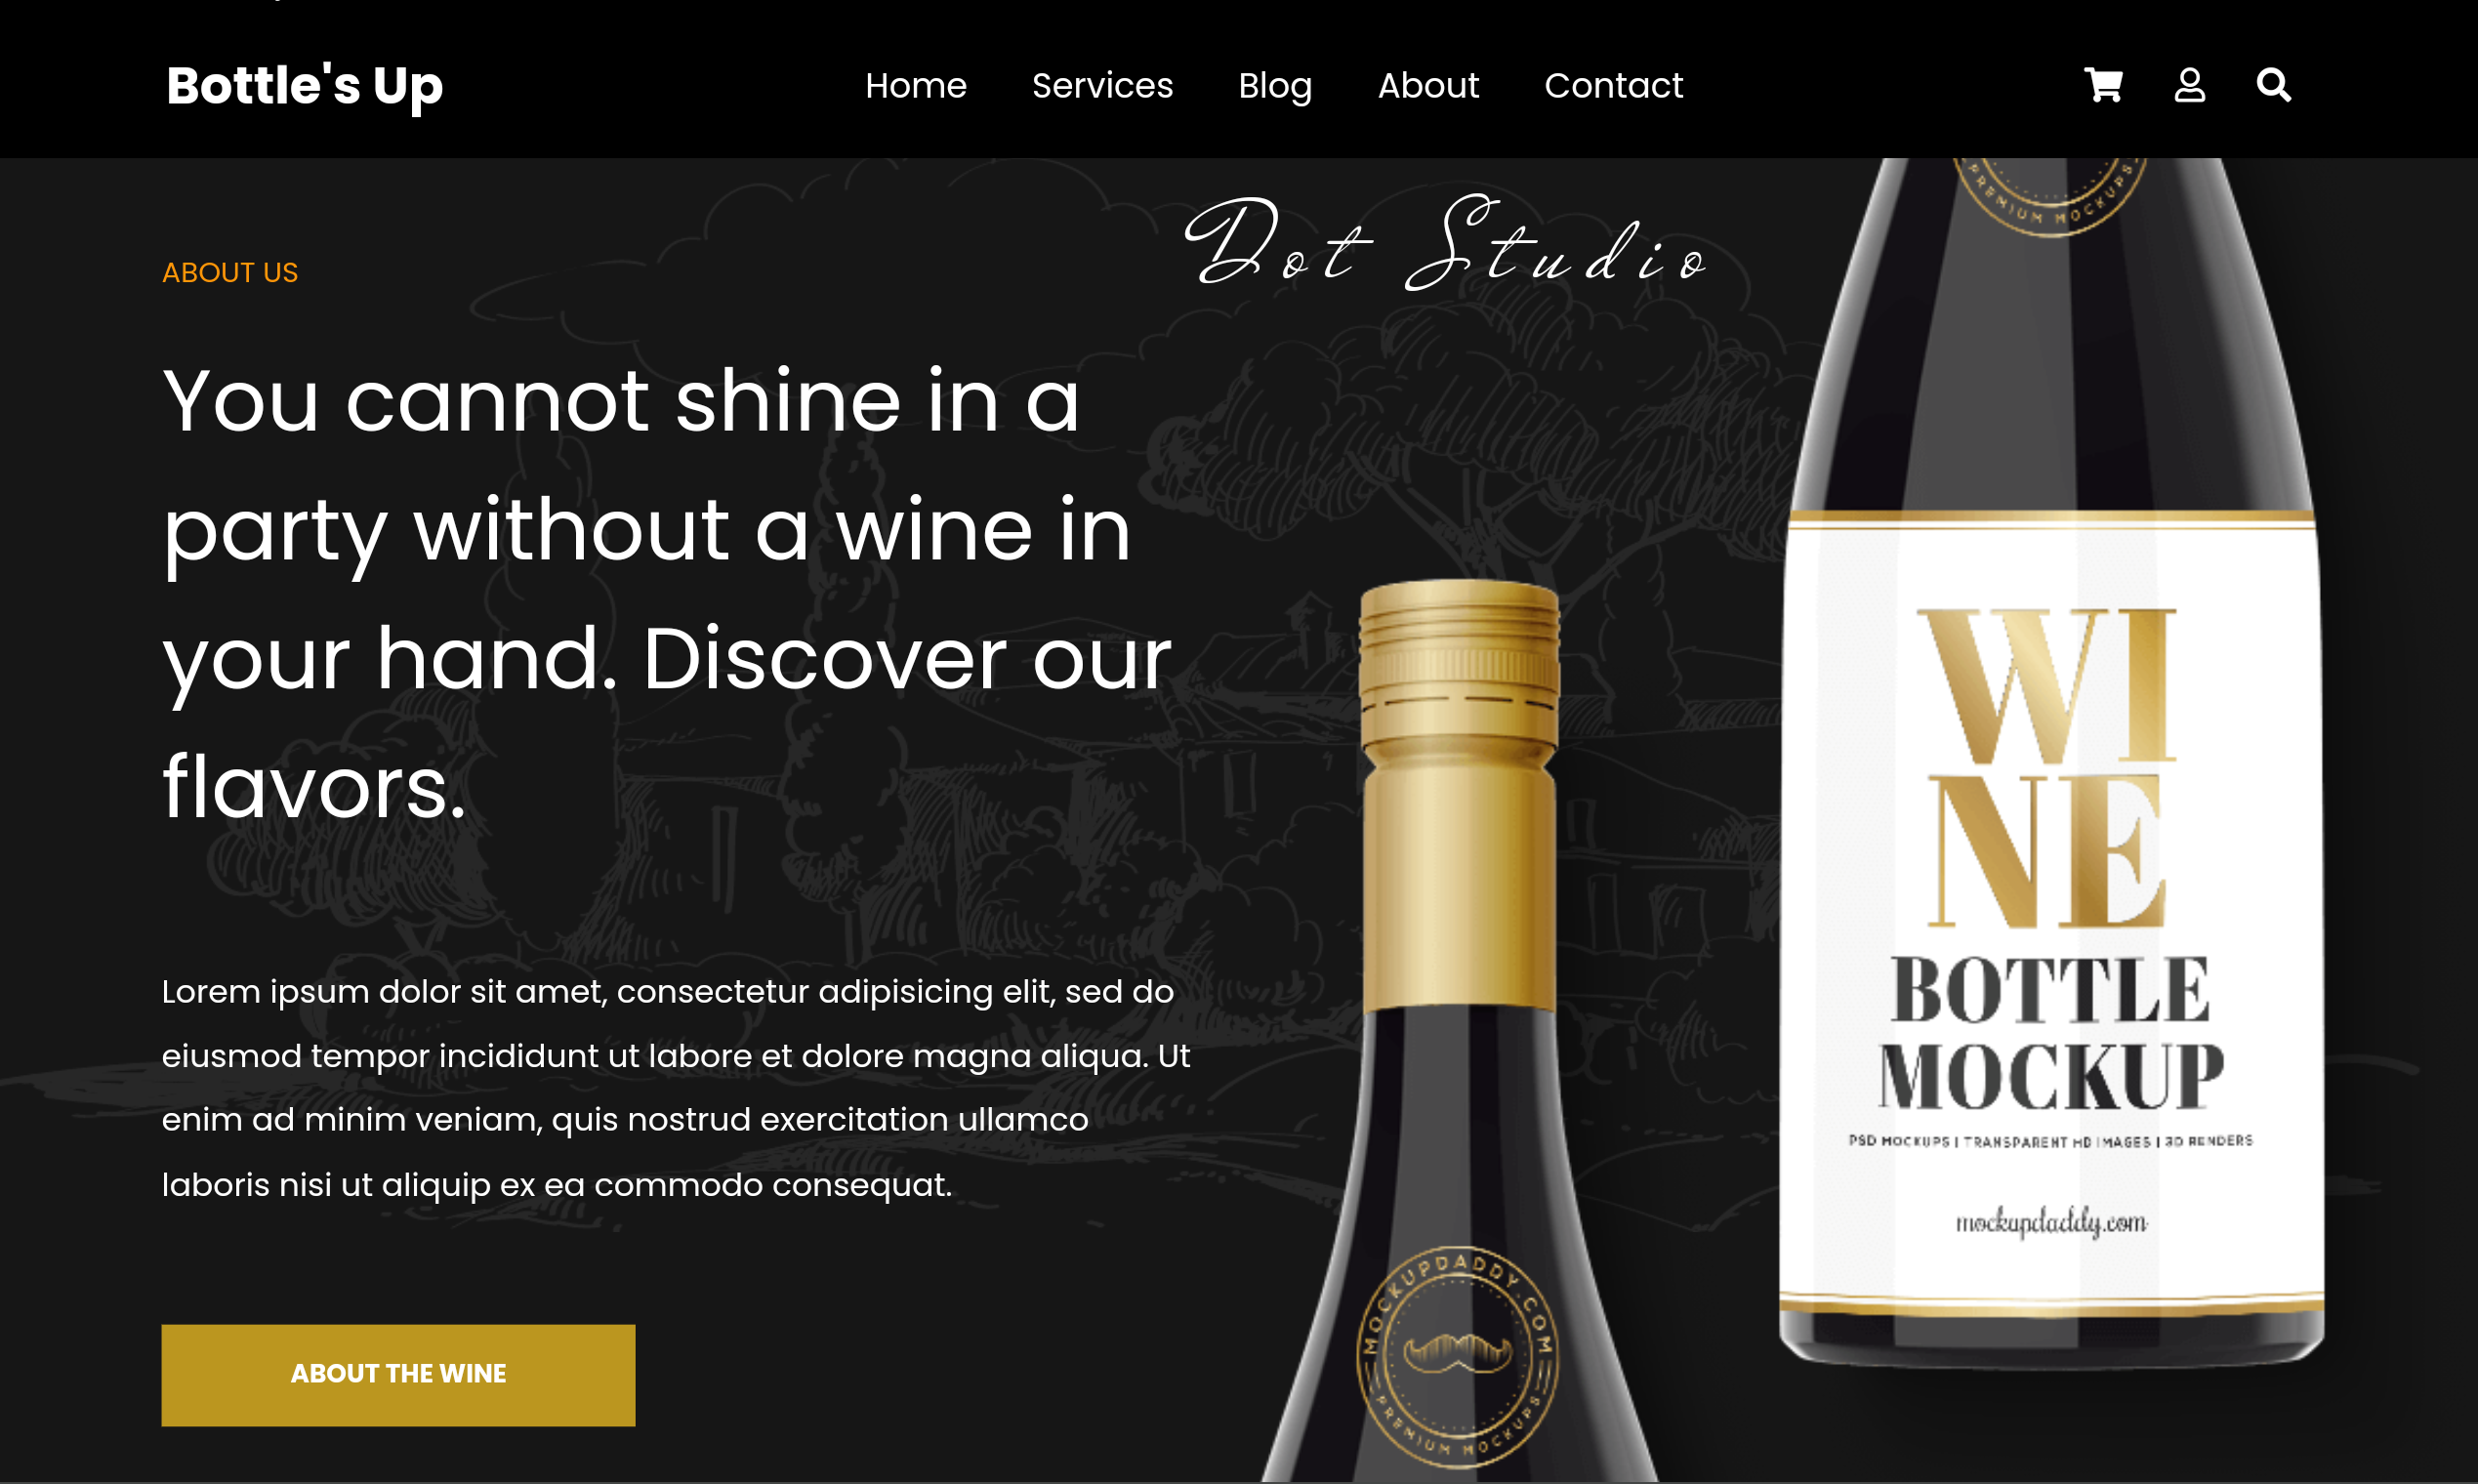 Bottle's Up
Home Services Blog About Contact
Dot Studio
ABOUT US
You cannot shine in a
party without a wine in
your hand. Discover our
flavors.
Lorem ipsum dolor sit amet, consectetur adipisicing elit, sed do
eiusmod tempor incididunt ut labore et dolore magna aliqua. Ut
enim ad minim veniam, quis nostrud exercitation ullamco
laboris nisi ut aliquip ex ea commodo consequat.
ABOUT THE WINE
MOCKUPDADDY.COM
PREMIUM MOCKUPS
PREMIUM MOCKUPS
WI
NE
BOTTLE
MOCKUP
PSD MOCKUPS | TRANSPARENT HD IMAGES | 3D RENDERS
mockupdaddy.com